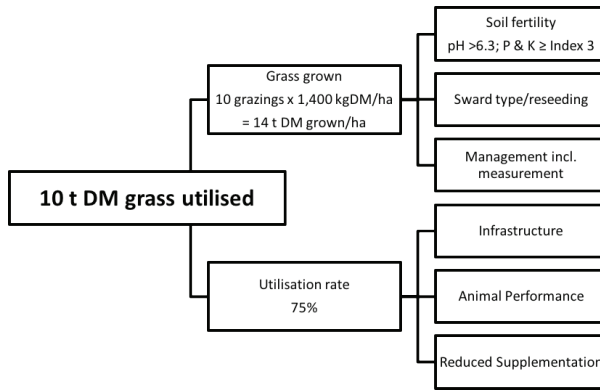 10 t DM grass utilised
Grass grown
10 grazings x 1,400 kgDM/ha
= 14 t DM grown/ha
Soil fertility
pH >6.3; P & K ≥ Index 3
Sward type/reseeding
Management incl.
measurement
Utilisation rate
75%
Infrastructure
Animal Performance
Reduced Supplementation